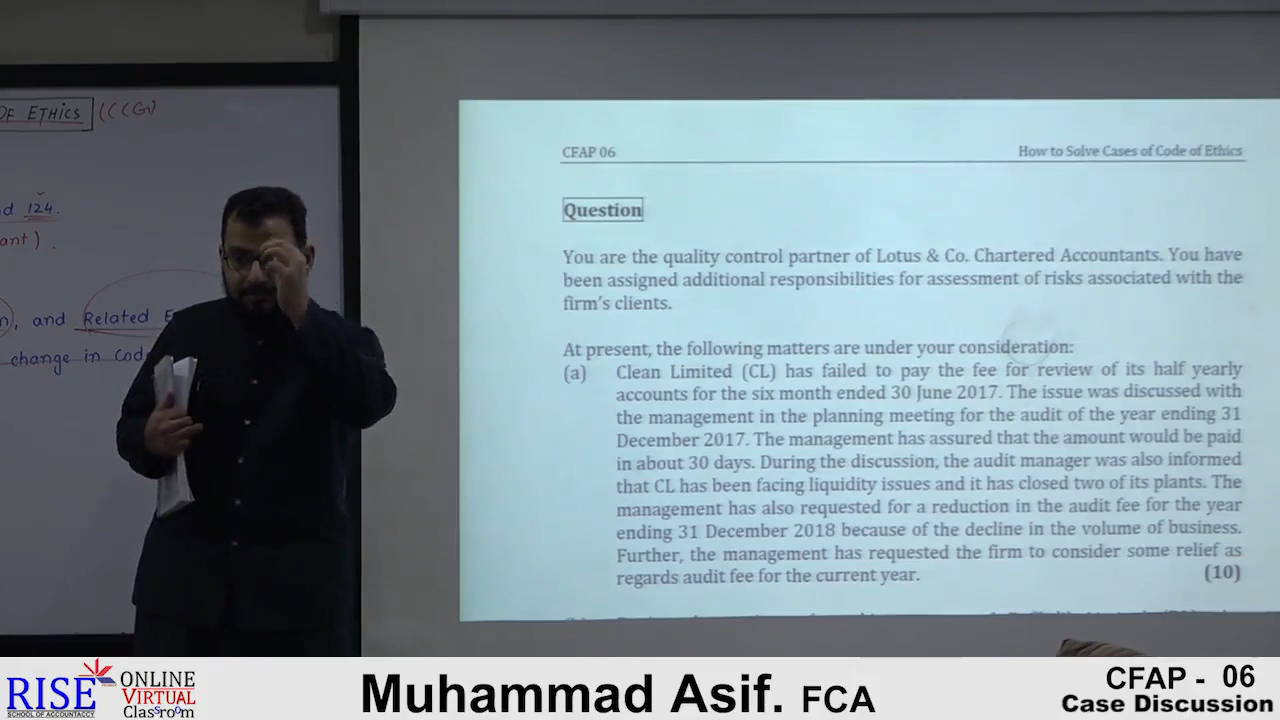 OF ETHICS (CCG)
nd 124.
ant).
n, and Related E
change in Cod
CFAP 06 How to Solve Cases of Code of Ethics
Question
You are the quality control partner of Lotus & Co. Chartered Accountants. You have
been assigned additional responsibilities for assessment of risks associated with the
firm's clients.
At present, the following matters are under your consideration:
(a) Clean Limited (CL) has failed to pay the fee for review of its half yearly
accounts for the six month ended 30 June 2017. The issue was discussed with
the management in the planning meeting for the audit of the year ending 31
December 2017. The management has assured that the amount would be paid
in about 30 days. During the discussion, the audit manager was also informed
that CL has been facing liquidity issues and it has closed two of its plants. The
management has also requested for a reduction in the audit fee for the year
ending 31 December 2018 because of the decline in the volume of business.
Further, the management has requested the firm to consider some relief as
regards audit fee for the current year. (10)
RISE
SCHOOL OF ACCOUNTANCY
ONLINE
VIRTUAL
Classroom
Muhammad Asif. FCA
CFAP - 06
Case Discussion